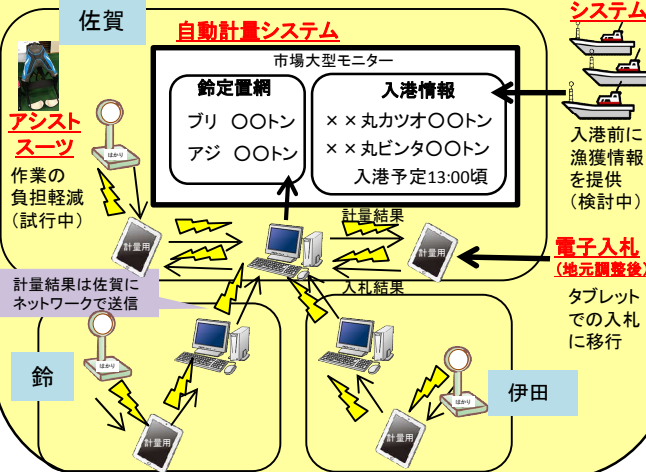 佐賀
自動計量システム
システム
市場大型モニター
鈴定置網
ブリ 〇〇トン
アジ 〇〇トン
入港情報
××丸カツオ〇〇トン
××丸ビンタ〇〇トン
入港予定13:00頃
アシスト
スーツ
作業の
負担軽減
(試行中)
はかり
計量用
入港前に
漁獲情報
を提供
(検討中)
計量結果
計量用
入札結果
電子入札
(地元調整後)
タブレット
での入札
に移行
計量結果は佐賀に
ネットワークで送信
鈴
はかり
計量用
伊田
はかり
計量用